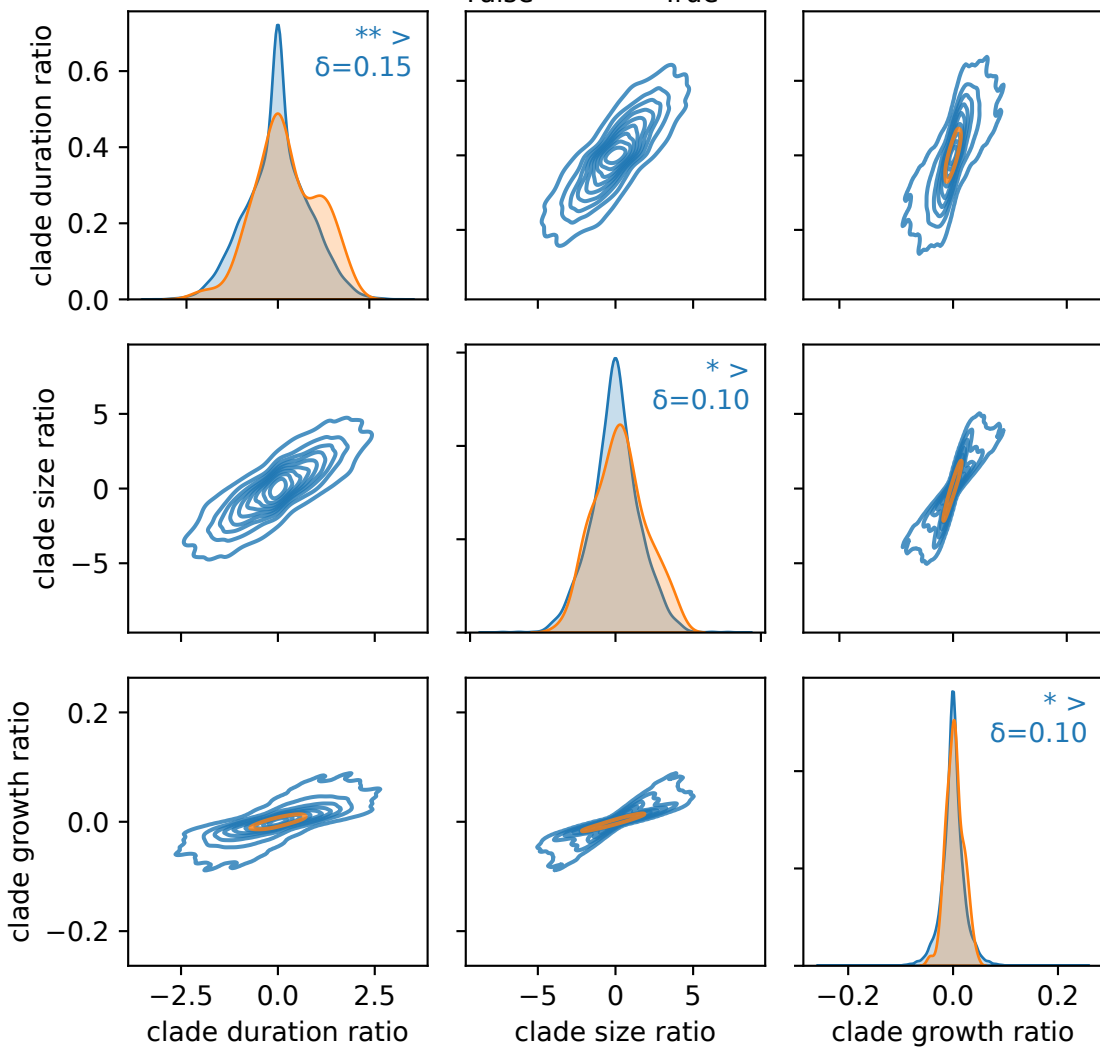 False True
clade duration ratio
0.6
0.4
0.2
0.0
** >
δ=0.15
clade size ratio
5
0
−5
* >
δ=0.10
clade growth ratio
0.2
0.0
−0.2
* >
δ=0.10
−2.5 0.0 2.5
−5 0 5
−0.2 0.0 0.2
clade duration ratio
clade size ratio
clade growth ratio